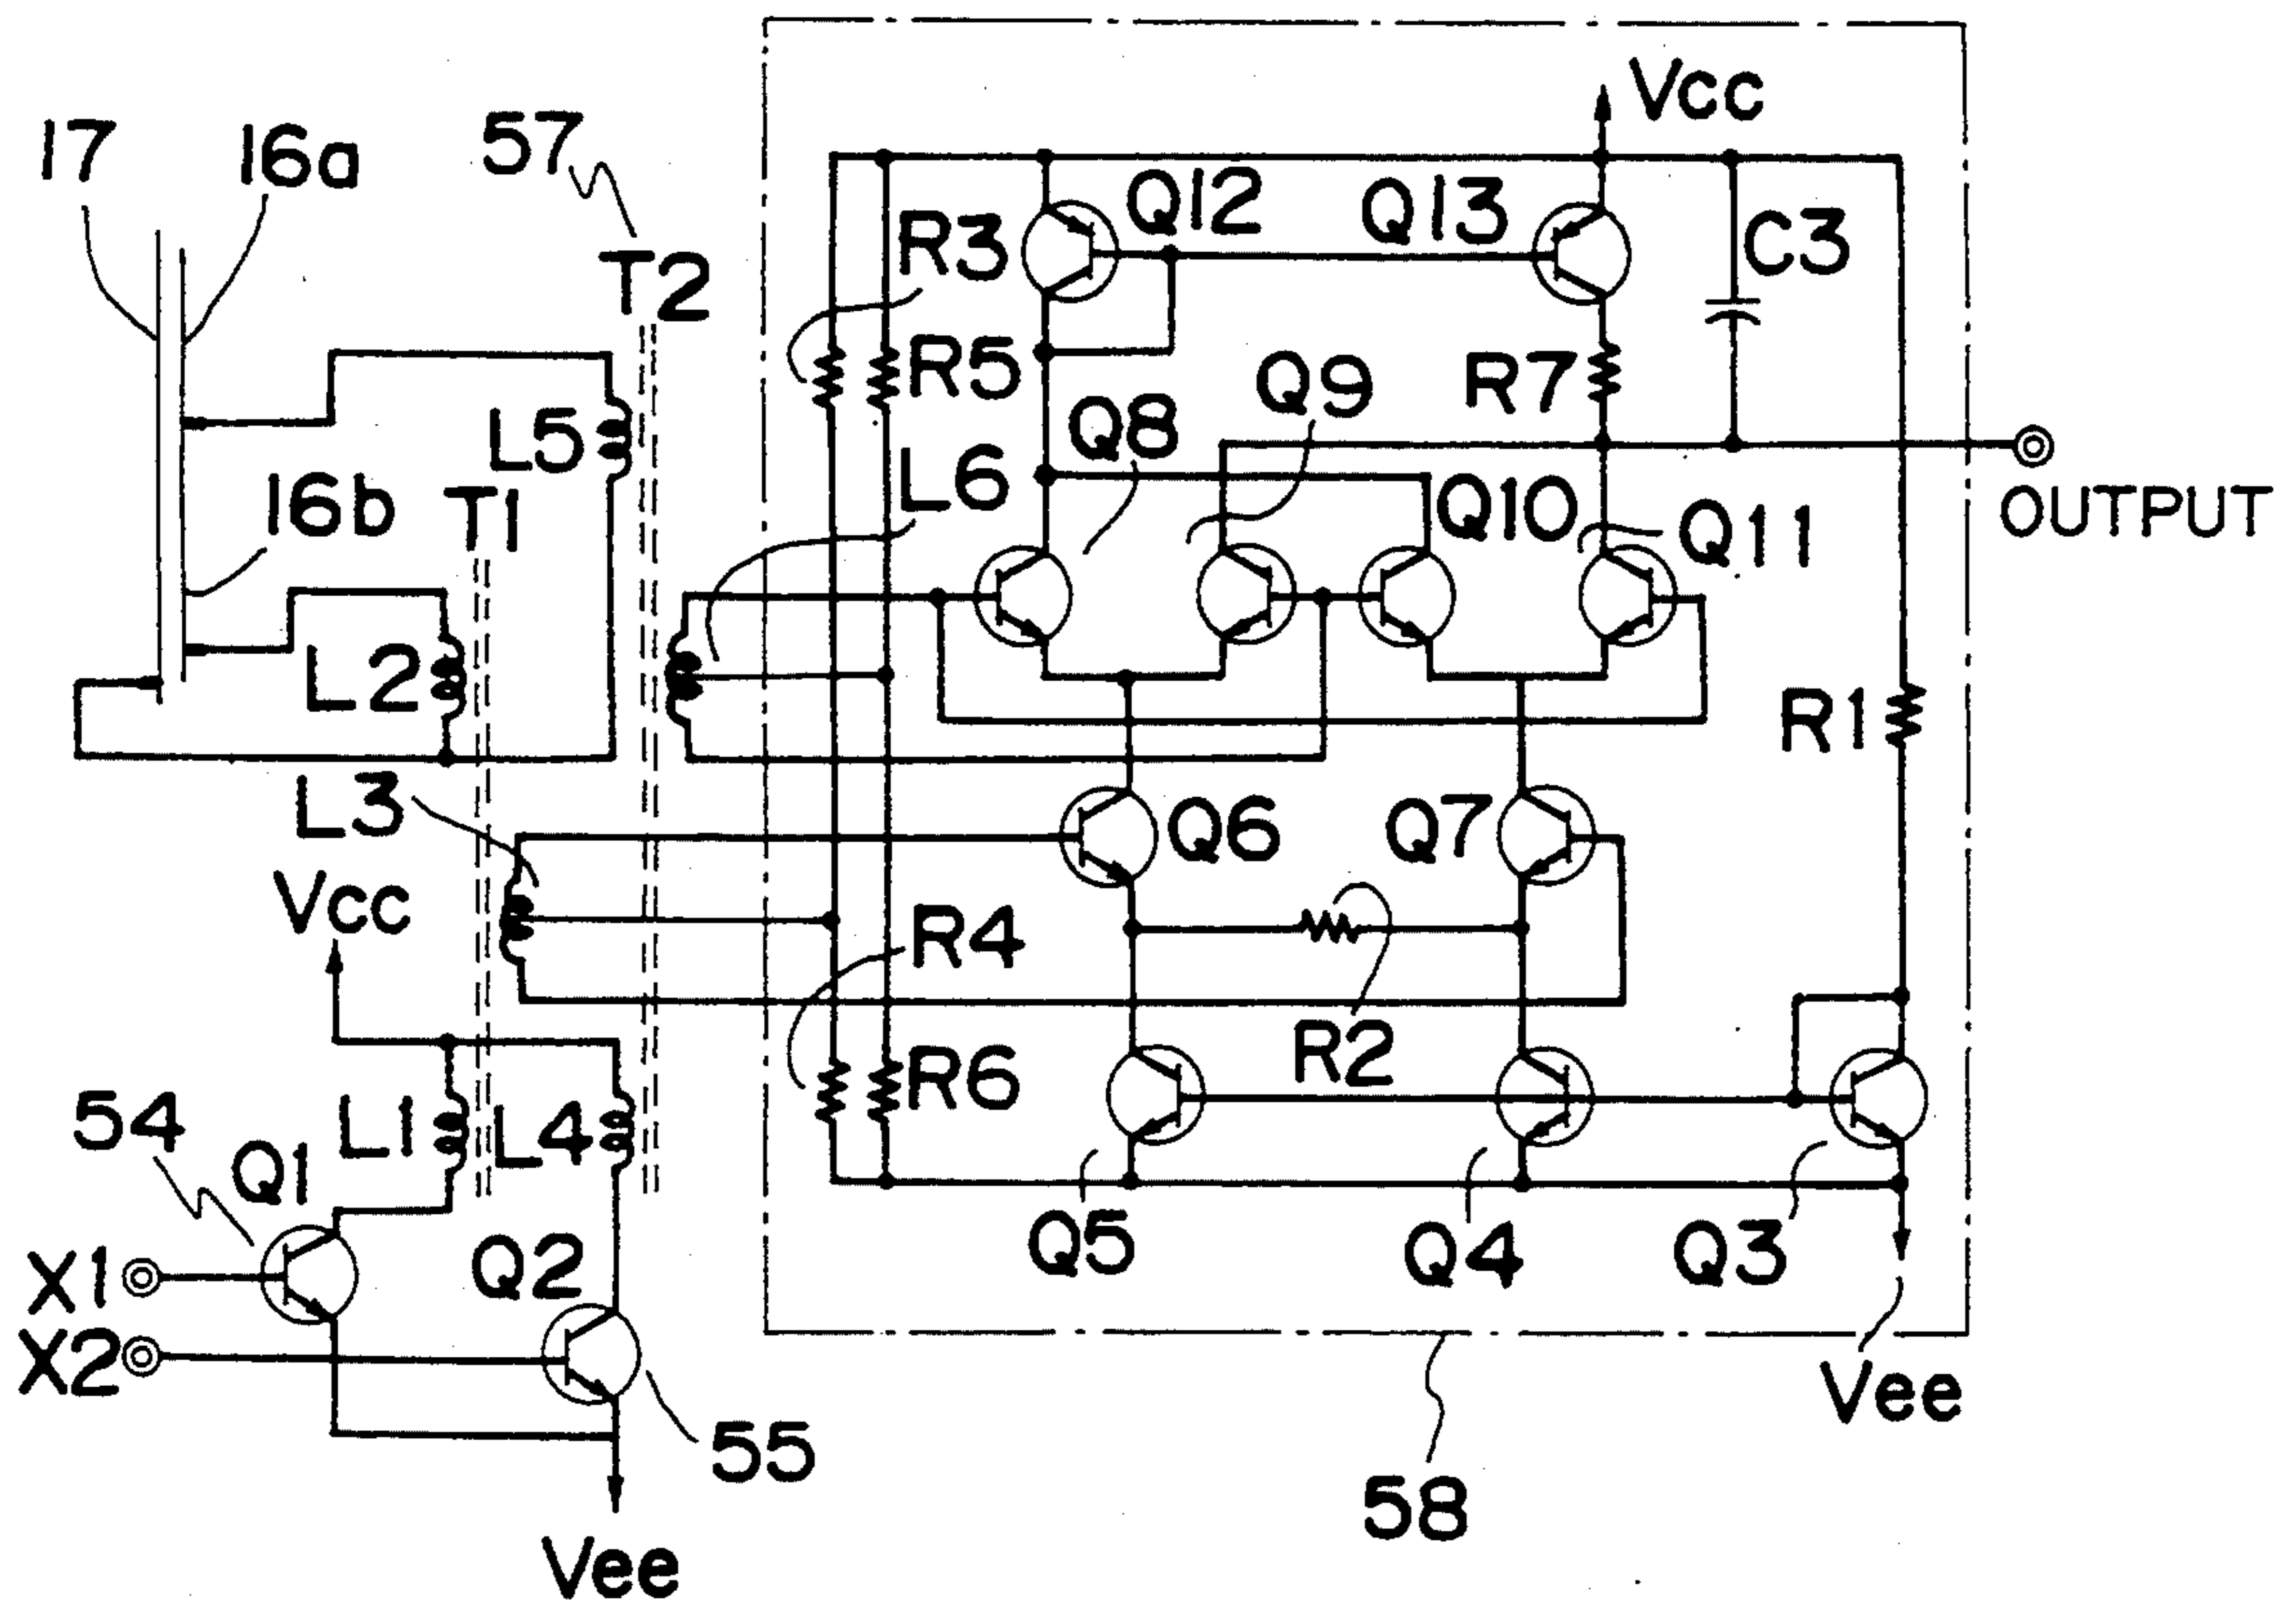 Vcc
17
16a
57
Q12
Q13
R3
C3
T2
R5
R7
Q9
Q8
L5
L6
16b
T1
Q10
Q11
OUTPUT
L2
R1
L3
Q6
Q7
Vcc
R4
R2
R6
54
L1
L4
Q1
Q5
Q4
Q3
X1
Q2
X2
Vee
55
58
Vee